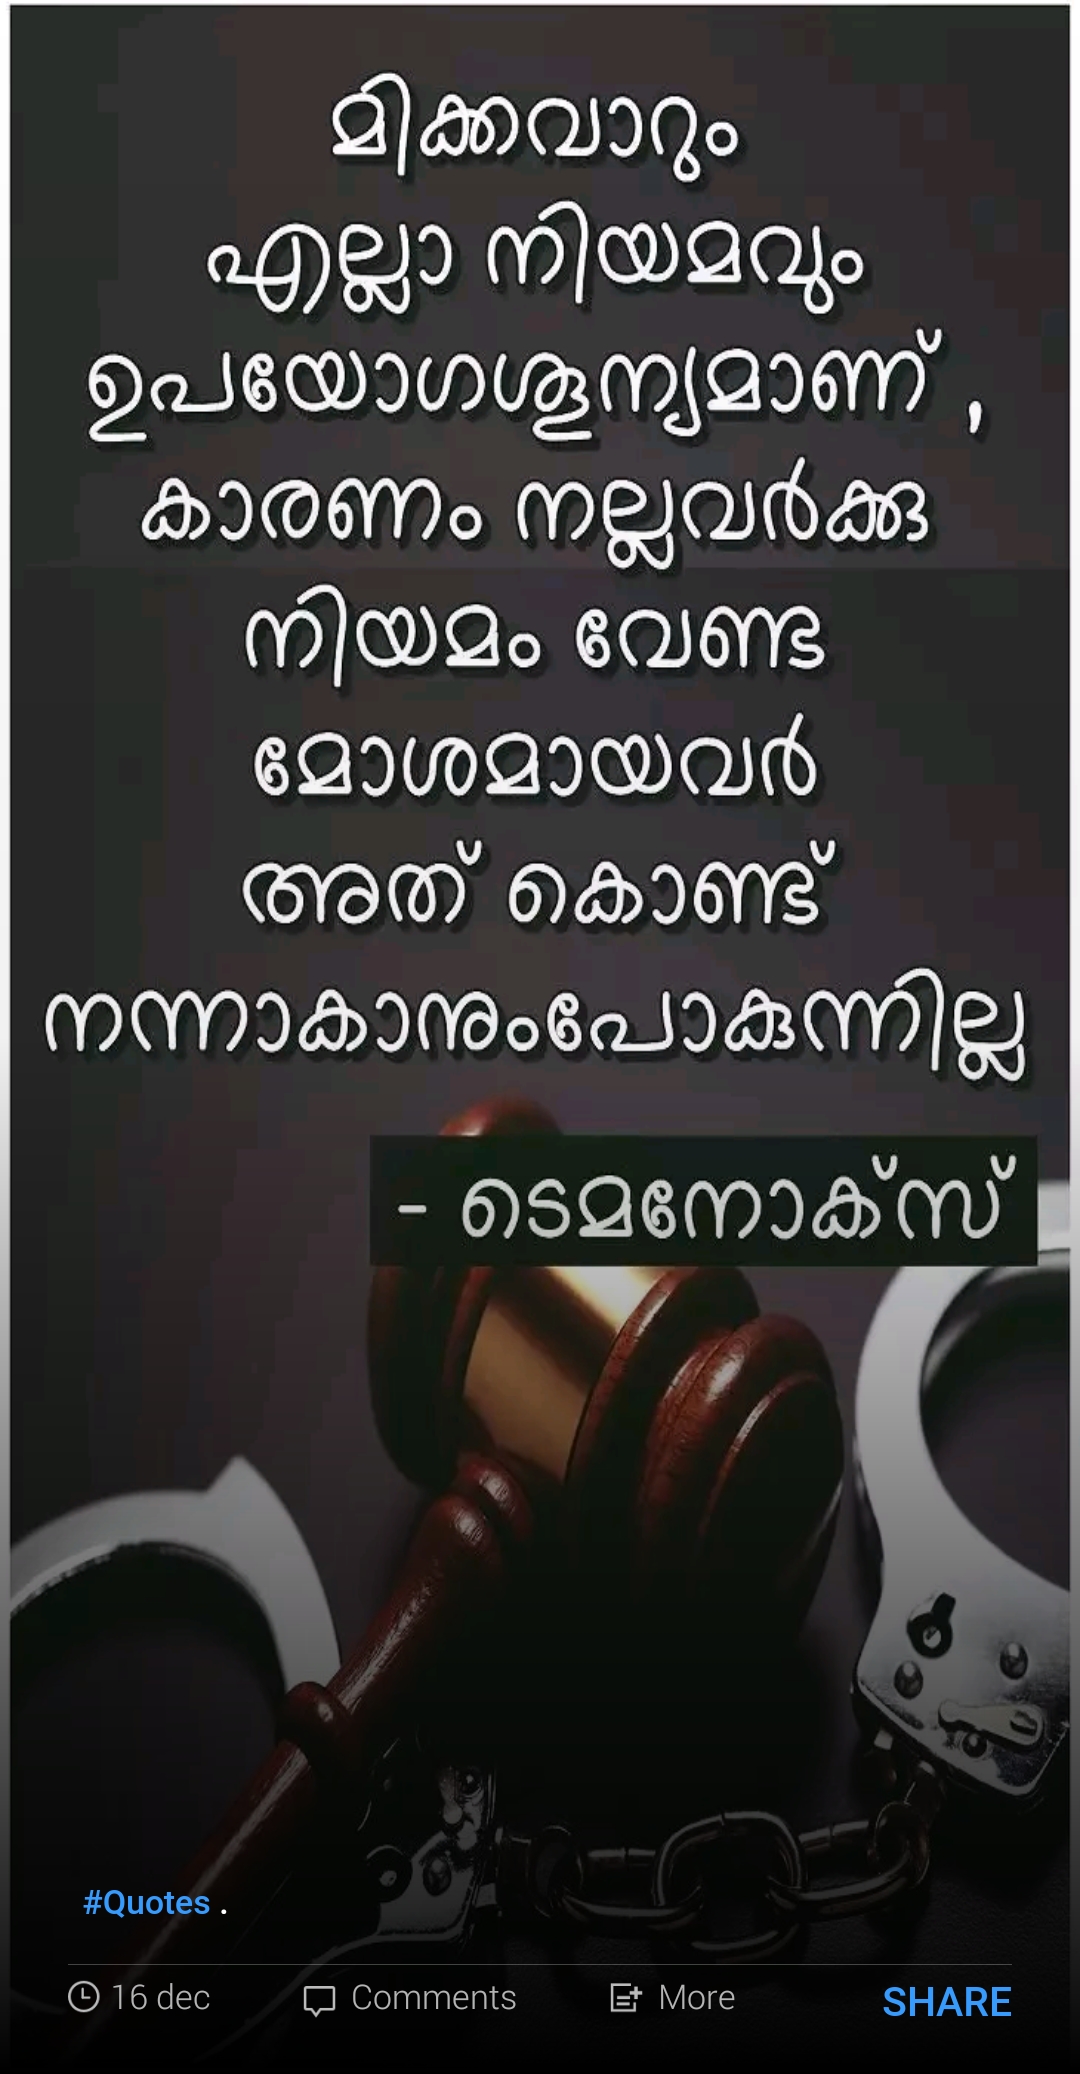 മിക്കവാറും
എല്ലാ നിയമവും
ഉപയോഗശൂന്യമാണ് ,
കാരണം നല്ലവർക്കു
നിയമം വേണ്ട
മോശമായവർ
അത് കൊണ്ട്
നന്നാകാനുംപോകുന്നില്ല
- ടെമനോക്സ്
#Quotes .
16 dec Comments More SHARE